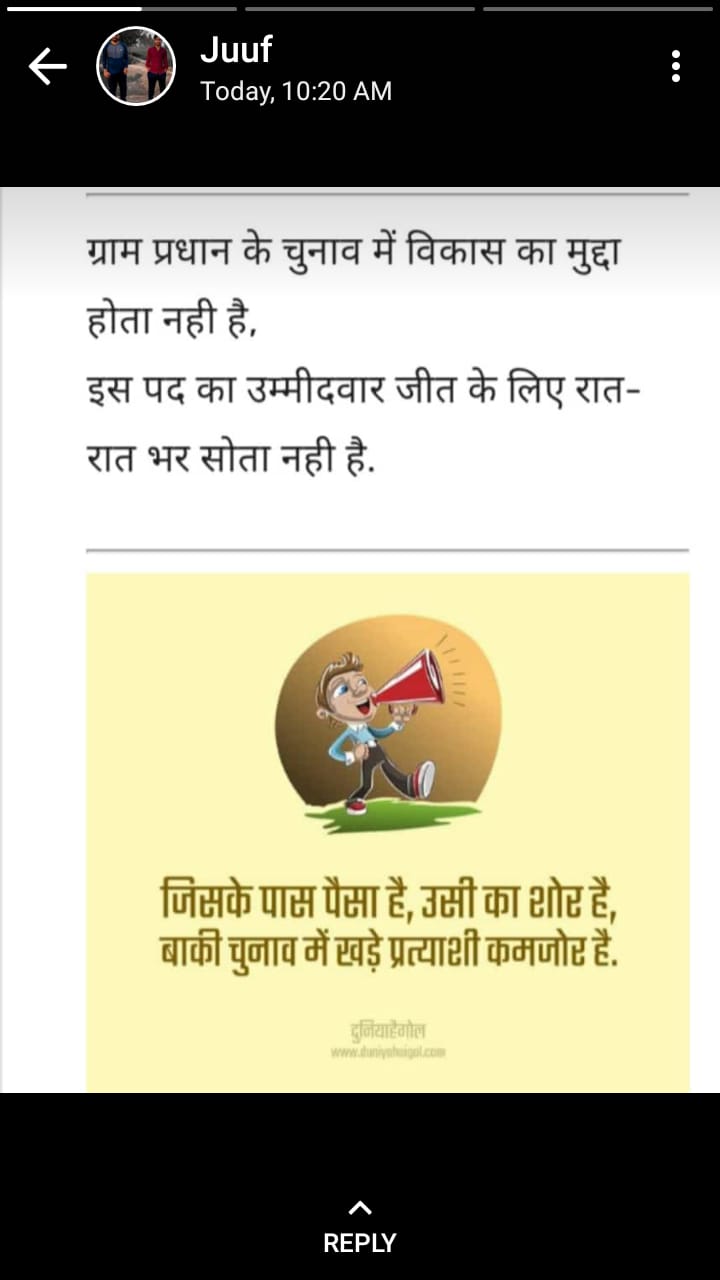 Juuf
Today, 10:20 AM
ग्राम प्रधान के चुनाव में विकास का मुद्दा
होता नही है,
इस पद का उम्मीदवार जीत के लिए रात-
रात भर सोता नही है.
जिसके पास पैसा है, उसी का शोर है,
बाकी चुनाव में खड़े प्रत्याशी कमजोर है.
दुनियाहैगोल
www.duniyahaigol.com
REPLY